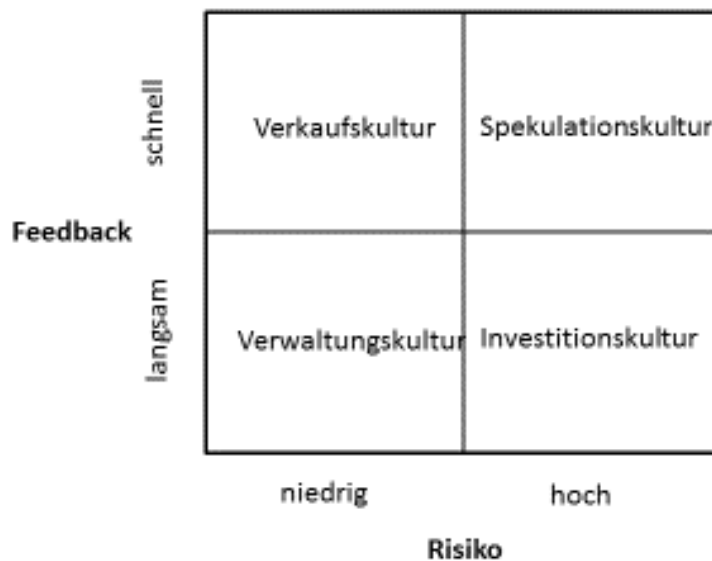 schnell
Verkaufskultur
Spekulationskultur
Feedback
langsam
Verwaltungskultur
Investitionskultur
niedrig
hoch
Risiko